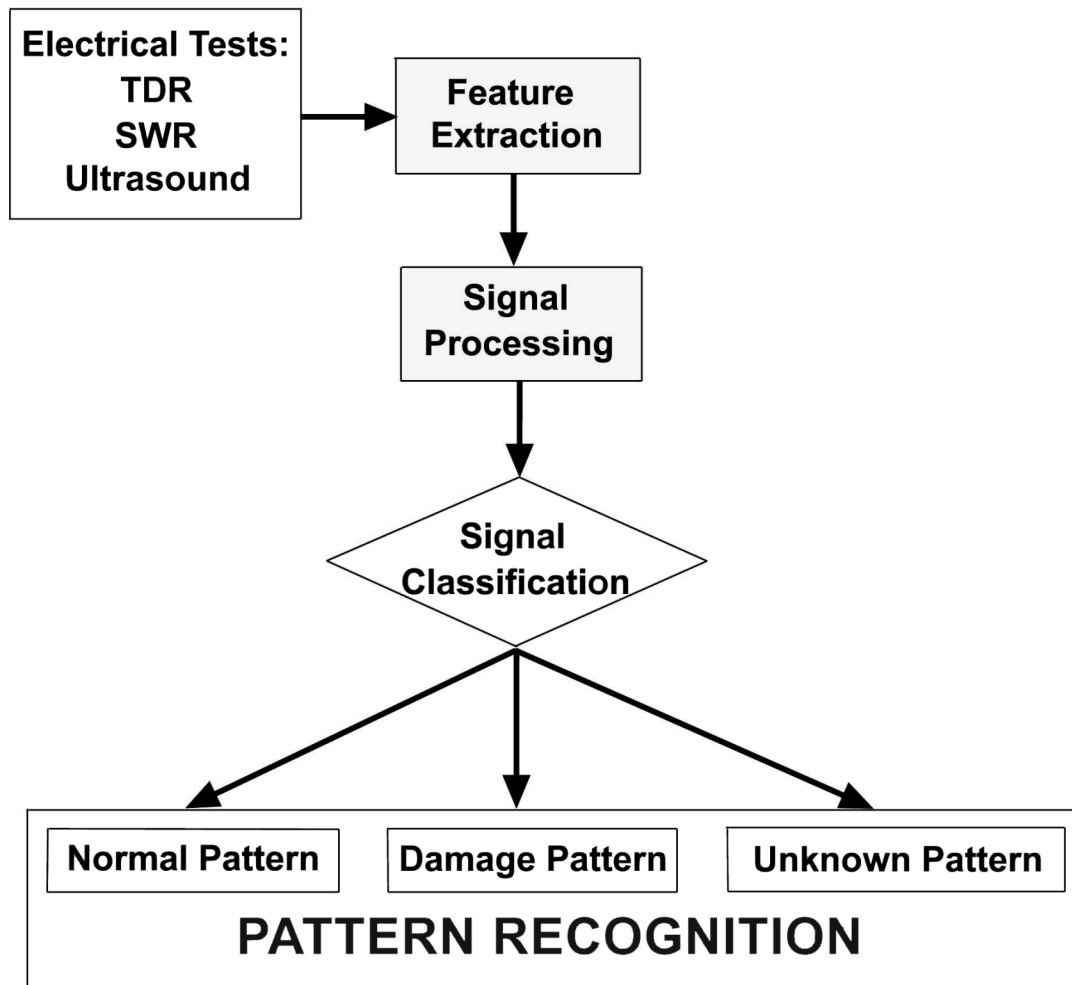 Electrical Tests:
TDR
SWR
Ultrasound
Feature
Extraction
Signal
Processing
Signal
Classification
Normal Pattern
Damage Pattern
Unknown Pattern
PATTERN RECOGNITION